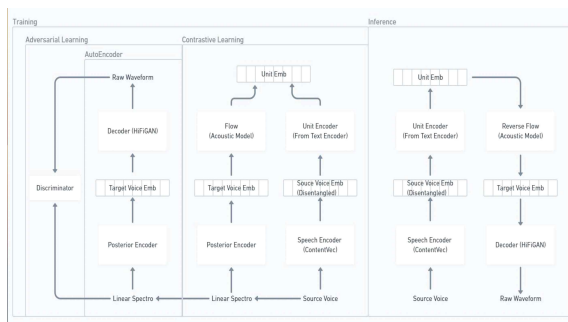 Training
Inference
Adversarial Learning
Contrastive Learning
AutoEncoder
Raw Waveform
Unit Emb
Unit Emb
Decoder (HiFiGAN)
Flow
(Acoustic Model)
Unit Encoder
(From Text Encoder)
Unit Encoder
(From Text Encoder)
Reverse Flow
(Acoustic Model)
Discriminator
Target Voice Emb
Target Voice Emb
Souce Voice Emb
(Disentangled)
Souce Voice Emb
(Disentangled)
Target Voice Emb
Posterior Encoder
Posterior Encoder
Speech Encoder
(ContentVec)
Speech Encoder
(ContentVec)
Decoder (HiFiGAN)
Linear Spectro
Linear Spectro
Source Voice
Source Voice
Raw Waveform